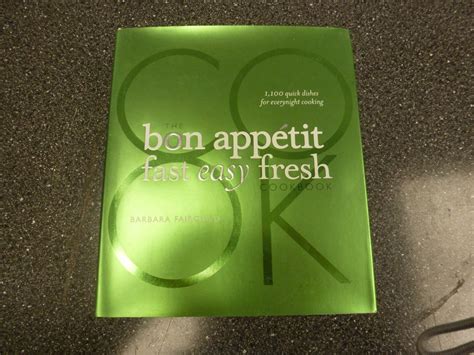 CO
OK
1,100 quick dishes
for everynight cooking
THE
bon appétit
fast easy fresh
COOKBOOK
BARBARA